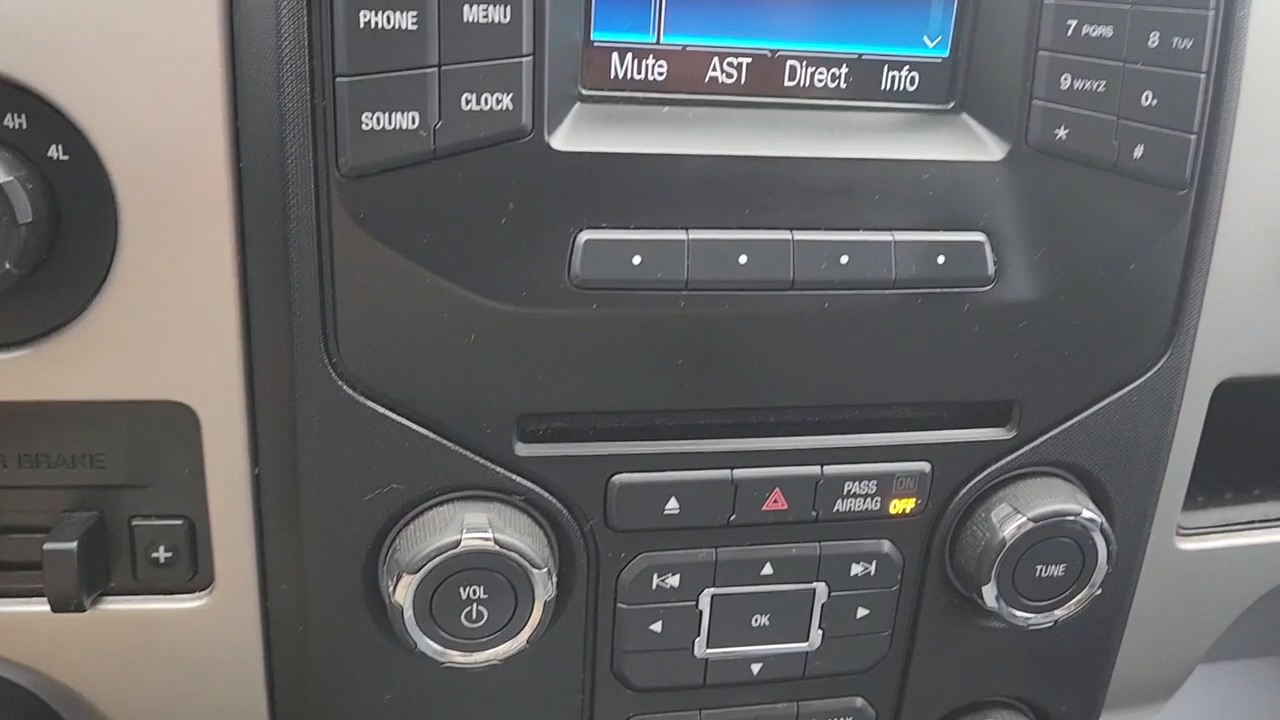 PHONE
MENU
SOUND
CLOCK
Mute AST Direct Info
7 PQRS
8 TUV
9 WXYZ
0+
*
#
4H
4L
BRAKE
+
PASS
AIRBAG
ON
OFF
VOL
OK
TUNE